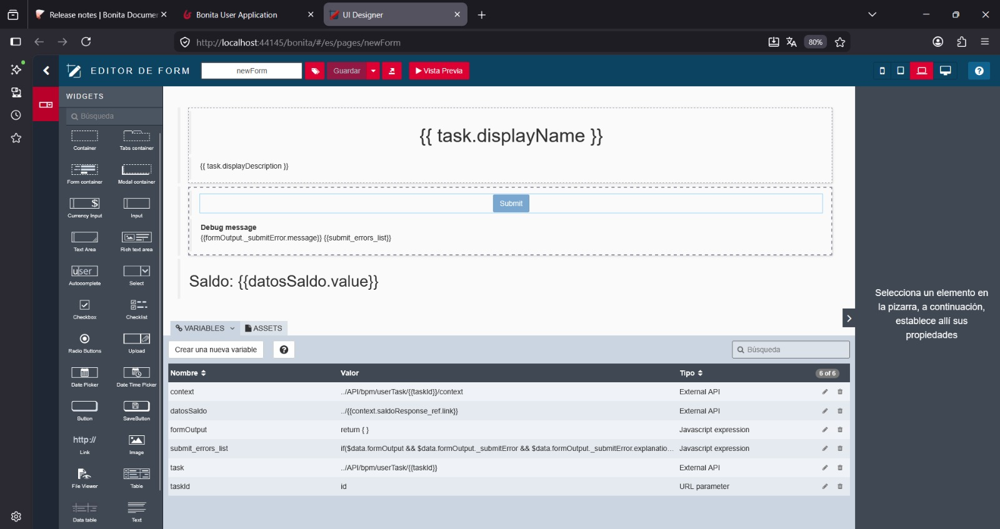 Release notes | Bonita Documen
Bonita User Application
UI Designer
http://localhost:44145/bonita/#/es/pages/newForm
80%
EDITOR DE FORM
newForm
Guardar
Vista Previa
WIDGETS
Búsqueda
Container
Tabs container
Form container
Modal container
$
Currency Input
Input
Text Area
Rich text area
user
Autocomplete
Select
Checkbox
Checklist
Radio Buttons
Upload
Date Picker
Date Time Picker
Button
SaveButton
http://
Link
Image
File Viewer
Table
Data table
Text
{{ task.displayName }}
{{ task.displayDescription }}
Submit
Debug message
{{formOutput._submitError.message}} {{submit_errors_list}}
Saldo: {{datosSaldo.value}}
VARIABLES
ASSETS
Crear una nueva variable
?
Búsqueda
Nombre
Valor
Tipo
6 of 6
context
../API/bpm/userTask/{{taskId}}/context
External API
datosSaldo
../{{context.saldoResponse_ref.link}}
External API
formOutput
return { }
Javascript expression
submit_errors_list
if($data.formOutput && $data.formOutput._submitError && $data.formOutput._submitError.explanatio...
Javascript expression
task
../API/bpm/userTask/{{taskId}}
External API
taskId
id
URL parameter
?
Selecciona un elemento en
la pizarra, a continuación,
establece allí sus
propiedades